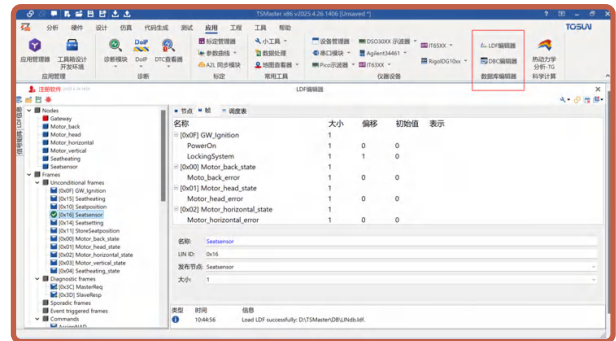 TSMaster x86 v2025.4.26.1406 [Unsaved *]
分析 硬件 设计 仿真 代码生成 测试 应用 工程 工具 帮助
TOSUN
应用管理器 工具箱设计开发环境 诊断模块 DoIP DTC查看器
标定管理器 小工具 设备管理器 DSO30XX 示波器 IT65XX LDF编辑器
参数曲线 数据处理 串口模块 Agilent34461 RigolDG10xx DBC编辑器
A2L 同步模块 地图查看器 Pico示波器 IT63XX
热动力学分析-TG
应用管理 诊断 标定 常用工具 仪器设备 数据库编辑器 科学计算
注册软件
LDF编辑器
节点 帧 调度表
Nodes
Gateway
Motor_back
Motor_head
Motor_horizontal
Motor_vertical
Seatheating
Seatsensor
Frames
Unconditional frames
[0x0F] GW_Ignition
[0x15] Seatheating
[0x10] Seatposition
[0x16] Seatsensor
[0x14] Seatsetting
[0x11] StoreSeatposition
[0x00] Motor_back_state
[0x01] Motor_head_state
[0x02] Motor_horizontal_state
[0x03] Motor_vertical_state
[0x04] Seatheating_state
Diagnostic frames
[0x3C] MasterReq
[0x3D] SlaveResp
Sporadic frames
Event triggered frames
Commands
AssignNAD
名称 大小 偏移 初始值 表示
[0x0F] GW_Ignition 1
PowerOn 1 0 0
LockingSystem 1 1 0
[0x00] Motor_back_state 1
Moto_back_error 1 0 0
[0x01] Motor_head_state 1
Motor_head_error 1 0 0
[0x02] Motor_horizontal_state 1
Motor_horizontal_error 1 0 0
名称: Seatsensor
LIN ID: 0x16
发布节点: Seatsensor
大小: 1
类型 时间 信息
10:44:56 Load LDF successfully: D:\TSMaster\DB\LINdb.ldf.